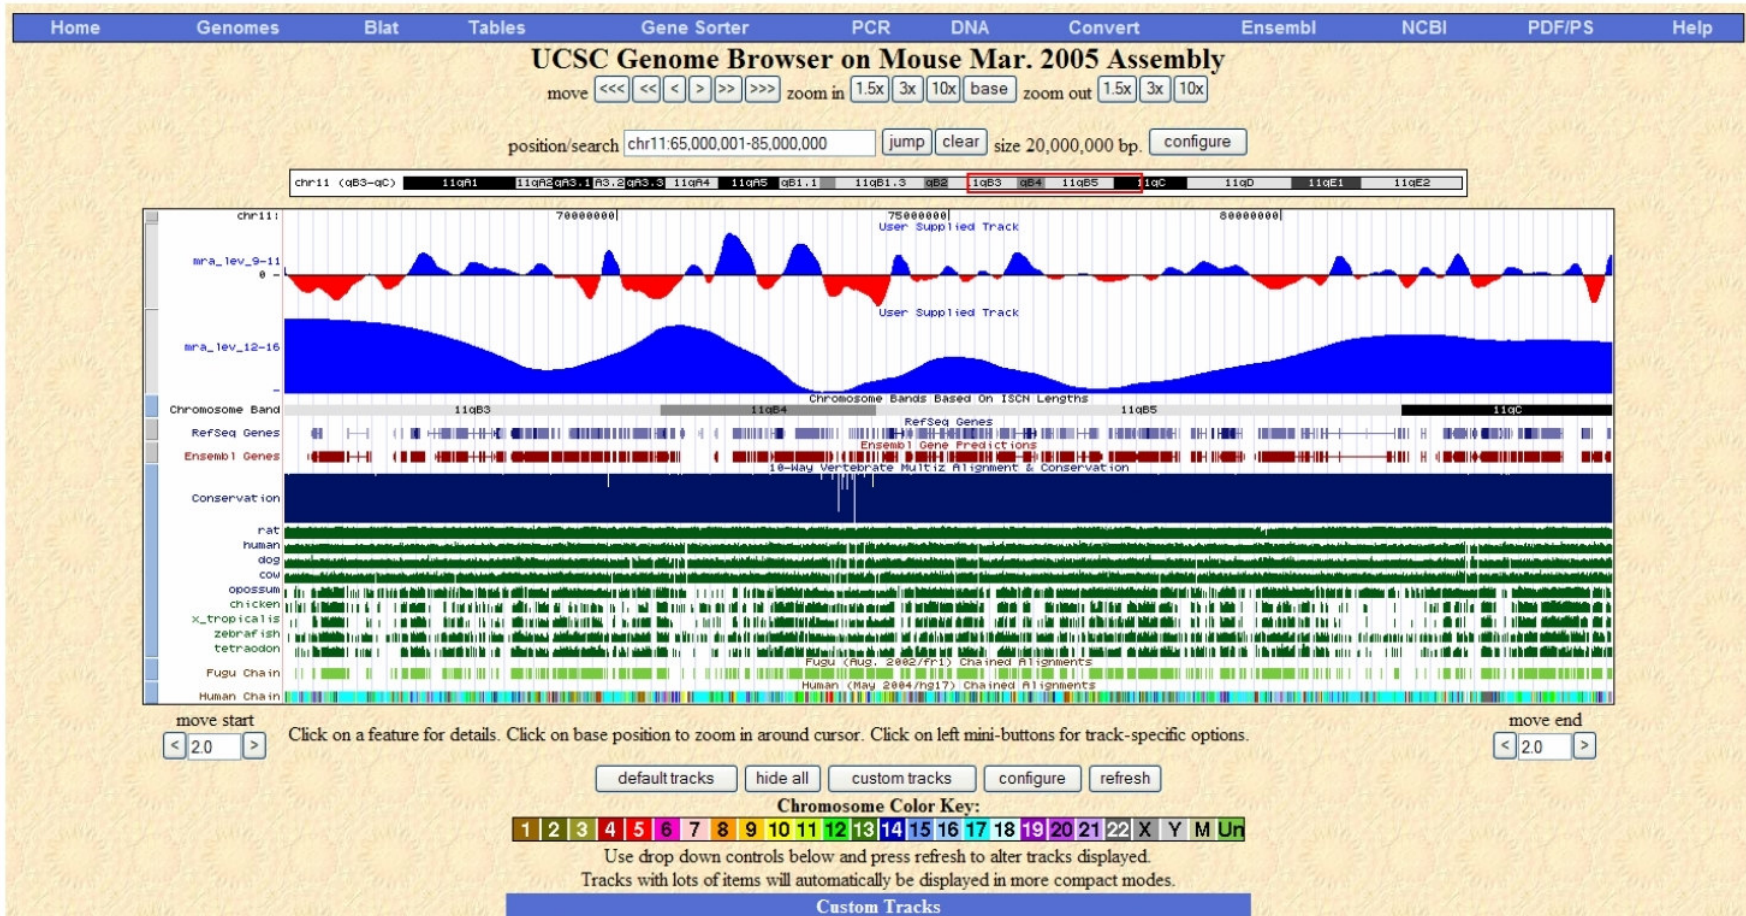 Home Genomes Blat Tables Gene Sorter PCR DNA Convert Ensembl NCBI PDF/PS Help
UCSC Genome Browser on Mouse Mar. 2005 Assembly
move <<< << < > >> >>> zoom in 1.5x 3x 10x base zoom out 1.5x 3x 10x
position/search chr11:65,000,001-85,000,000 jump clear size 20,000,000 bp. configure
chr11 (qB3-qC) 11qA1 11qA2 qA3.1 A3.2 qA3.3 11qA4 11qA5 qB1.1 11qB1.3 qB2 11qB3 qB4 11qB5 11qC 11qD 11qE1 11qE2
chr11: 70000000| 75000000| 80000000|
User Supplied Track
mra_lev_9-11
0 -
User Supplied Track
mra_lev_12-16
-
Chromosome Bands Based On ISCN Lengths
Chromosome Band 11qB3 11qB4 11qB5 11qC
RefSeq Genes
RefSeq Genes
Ensembl Gene Predictions
Ensembl Genes
10-Way Vertebrate Multiz Alignment & Conservation
Conservation
rat
human
dog
cow
opossum
chicken
x_tropicalis
zebrafish
tetraodon
Fugu (Aug. 2002/fr1) Chained Alignments
Fugu Chain
Human (May 2004/hg17) Chained Alignments
Human Chain
move start
< 2.0 >
Click on a feature for details. Click on base position to zoom in around cursor. Click on left mini-buttons for track-specific options.
move end
< 2.0 >
default tracks hide all custom tracks configure refresh
Chromosome Color Key:
1 2 3 4 5 6 7 8 9 10 11 12 13 14 15 16 17 18 19 20 21 22 X Y M Un
Use drop down controls below and press refresh to alter tracks displayed.
Tracks with lots of items will automatically be displayed in more compact modes.
Custom Tracks